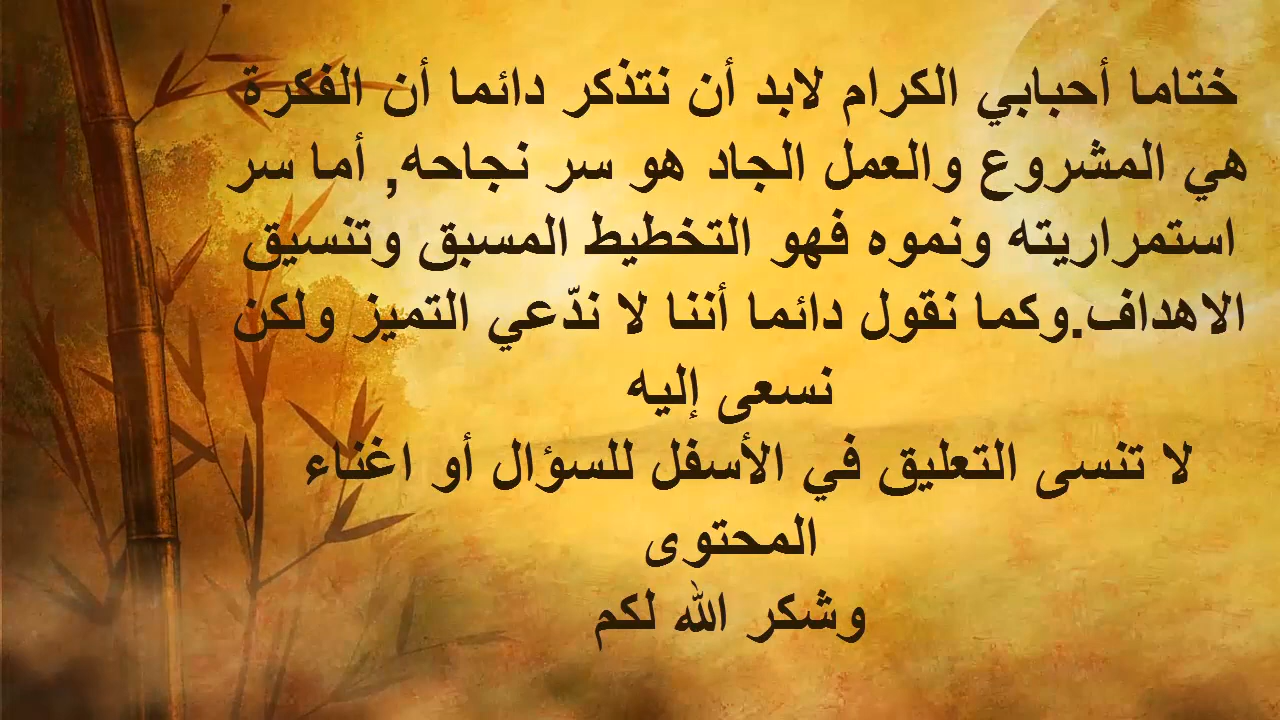 ختاما أحبابي الكرام لابد أن نتذكر دائما أن الفكرة
هي المشروع والعمل الجاد هو سر نجاحه, أما سر
استمراريته ونموه فهو التخطيط المسبق وتنسيق
الاهداف.وكما نقول دائما أننا لا ندّعي التميز ولكن
نسعى إليه
لا تنسى التعليق في الأسفل للسؤال أو اغناء
المحتوى
وشكر الله لكم